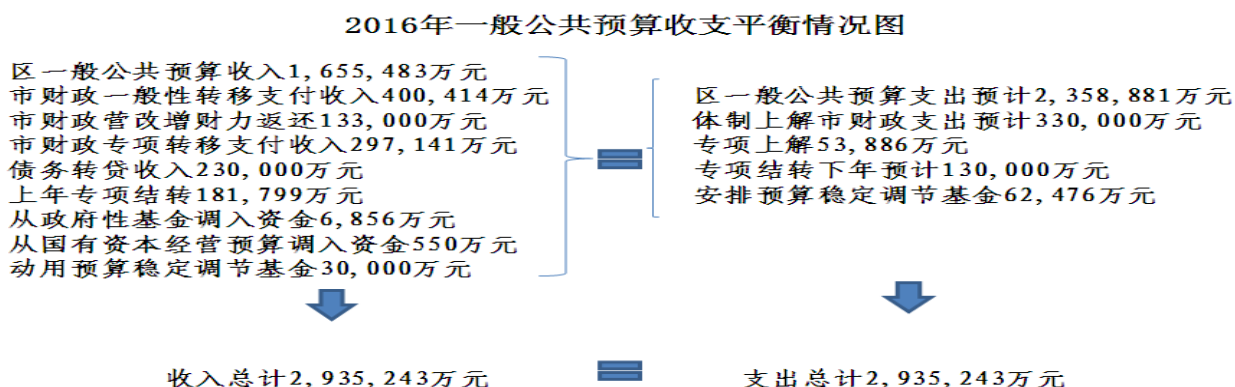 2016年一般公共预算收支平衡情况图
区一般公共预算收入1,655,483万元
市财政一般性转移支付收入400,414万元
市财政营改增财力返还133,000万元
市财政专项转移支付收入297,141万元
债务转贷收入230,000万元
上年专项结转181,799万元
从政府性基金调入资金6,856万元
从国有资本经营预算调入资金550万元
动用预算稳定调节基金30,000万元
区一般公共预算支出预计2,358,881万元
体制上解市财政支出预计330,000万元
专项上解53,886万元
专项结转下年预计130,000万元
安排预算稳定调节基金62,476万元
收入总计2,935,243万元
支出总计2,935,243万元